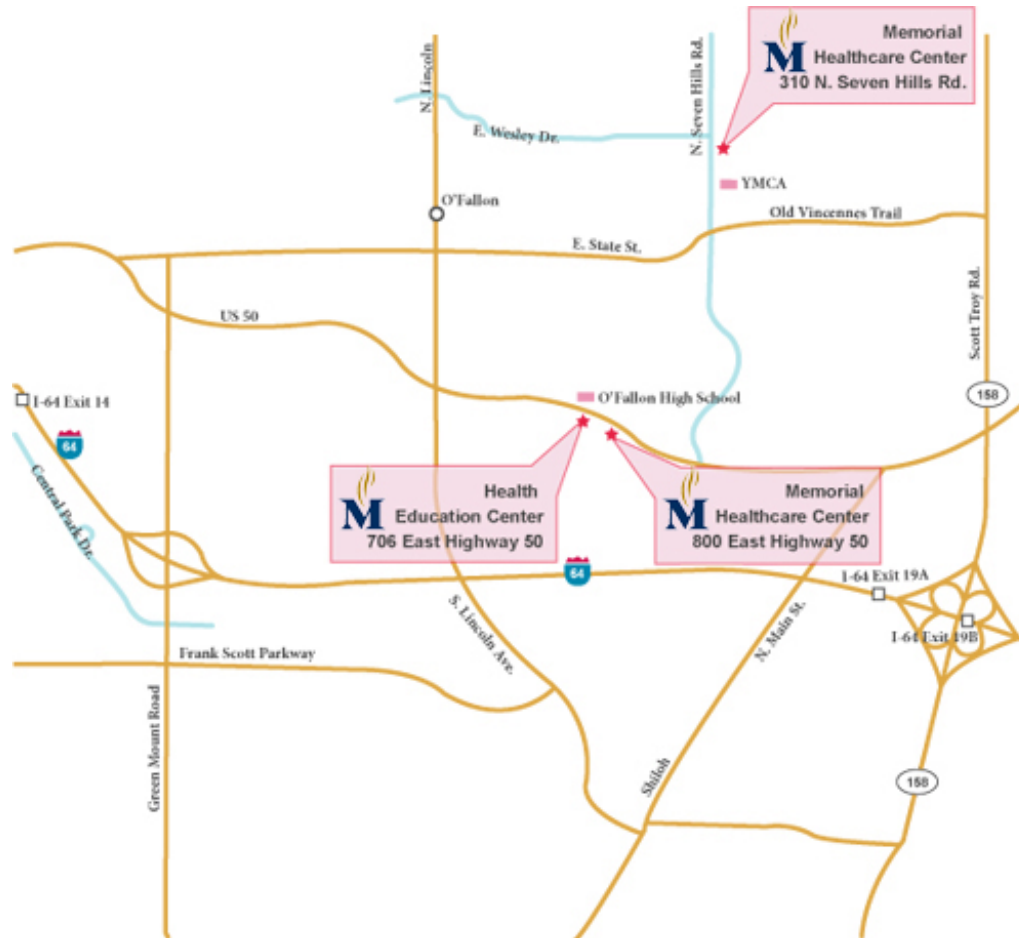 M
Memorial
Healthcare Center
310 N. Seven Hills Rd.
N. Lincoln
N. Seven Hills Rd.
E. Wesley Dr.
YMCA
O'Fallon
Old Vincennes Trail
E. State St.
US 50
Scott Troy Rd.
158
I-64 Exit 14
O'Fallon High School
64
Central Park Dr.
M
Health
Education Center
706 East Highway 50
M
Memorial
Healthcare Center
800 East Highway 50
64
I-64 Exit 19A
I-64 Exit 19B
S. Lincoln Ave.
N. Main St.
Frank Scott Parkway
Green Mount Road
Shiloh
158